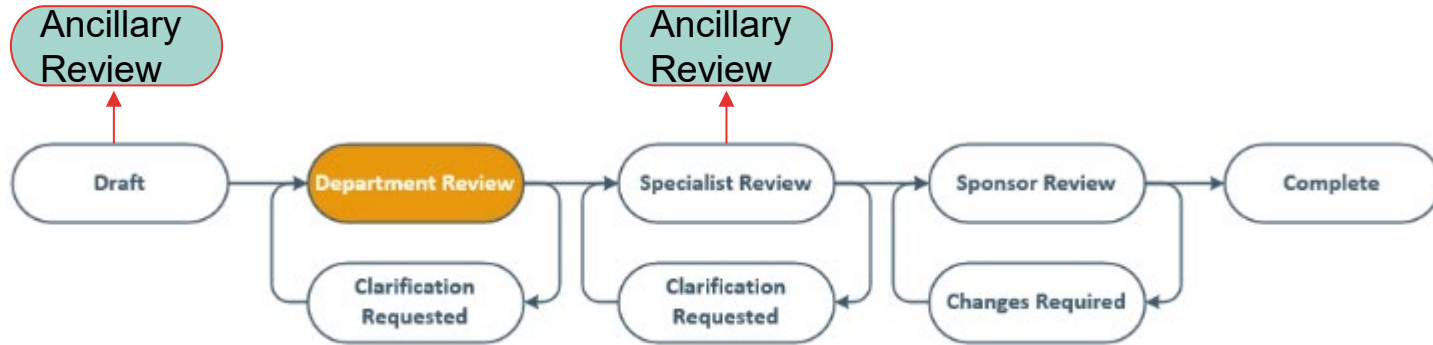 Ancillary
Review
Ancillary
Review
Draft
Department Review
Specialist Review
Sponsor Review
Complete
Clarification
Requested
Clarification
Requested
Changes Required